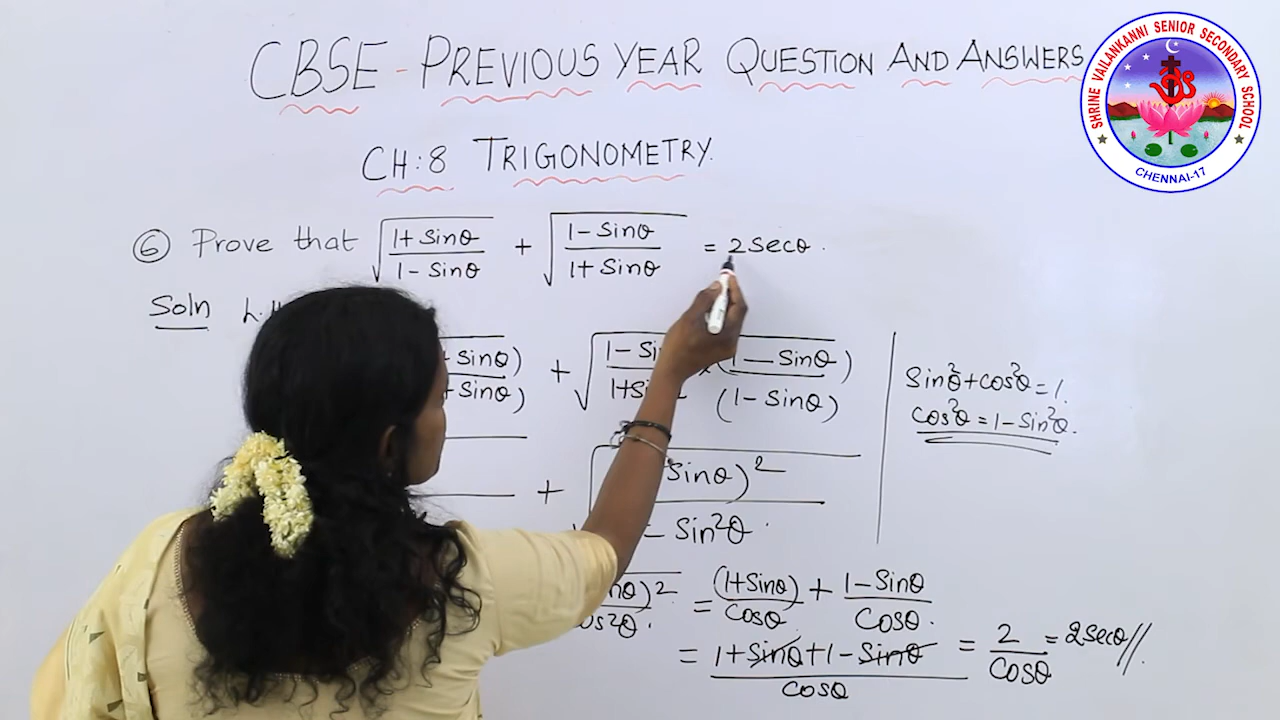 CBSE - PREVIOUS YEAR QUESTION AND ANSWERS
SHRINE VAILANKANNI SENIOR SECONDARY SCHOOL
CHENNAI-17
CH:8 TRIGONOMETRY.
⑥ Prove that √((1+Sinθ)/(1-Sinθ)) + √((1-Sinθ)/(1+Sinθ)) = 2Secθ.
Soln L.H
Sinθ) + √( × (1-Sinθ)
Sinθ) (1-Sinθ)
Sin²θ+cos²θ=1.
cos²θ=1-Sin²θ.
+ √ Sinθ)²
- Sin²θ.
)²/cos²θ. = (1+Sinθ)/Cosθ + (1-Sinθ)/Cosθ.
= (1+Sinθ+1-Sinθ)/Cosθ = 2/Cosθ = 2Secθ//.